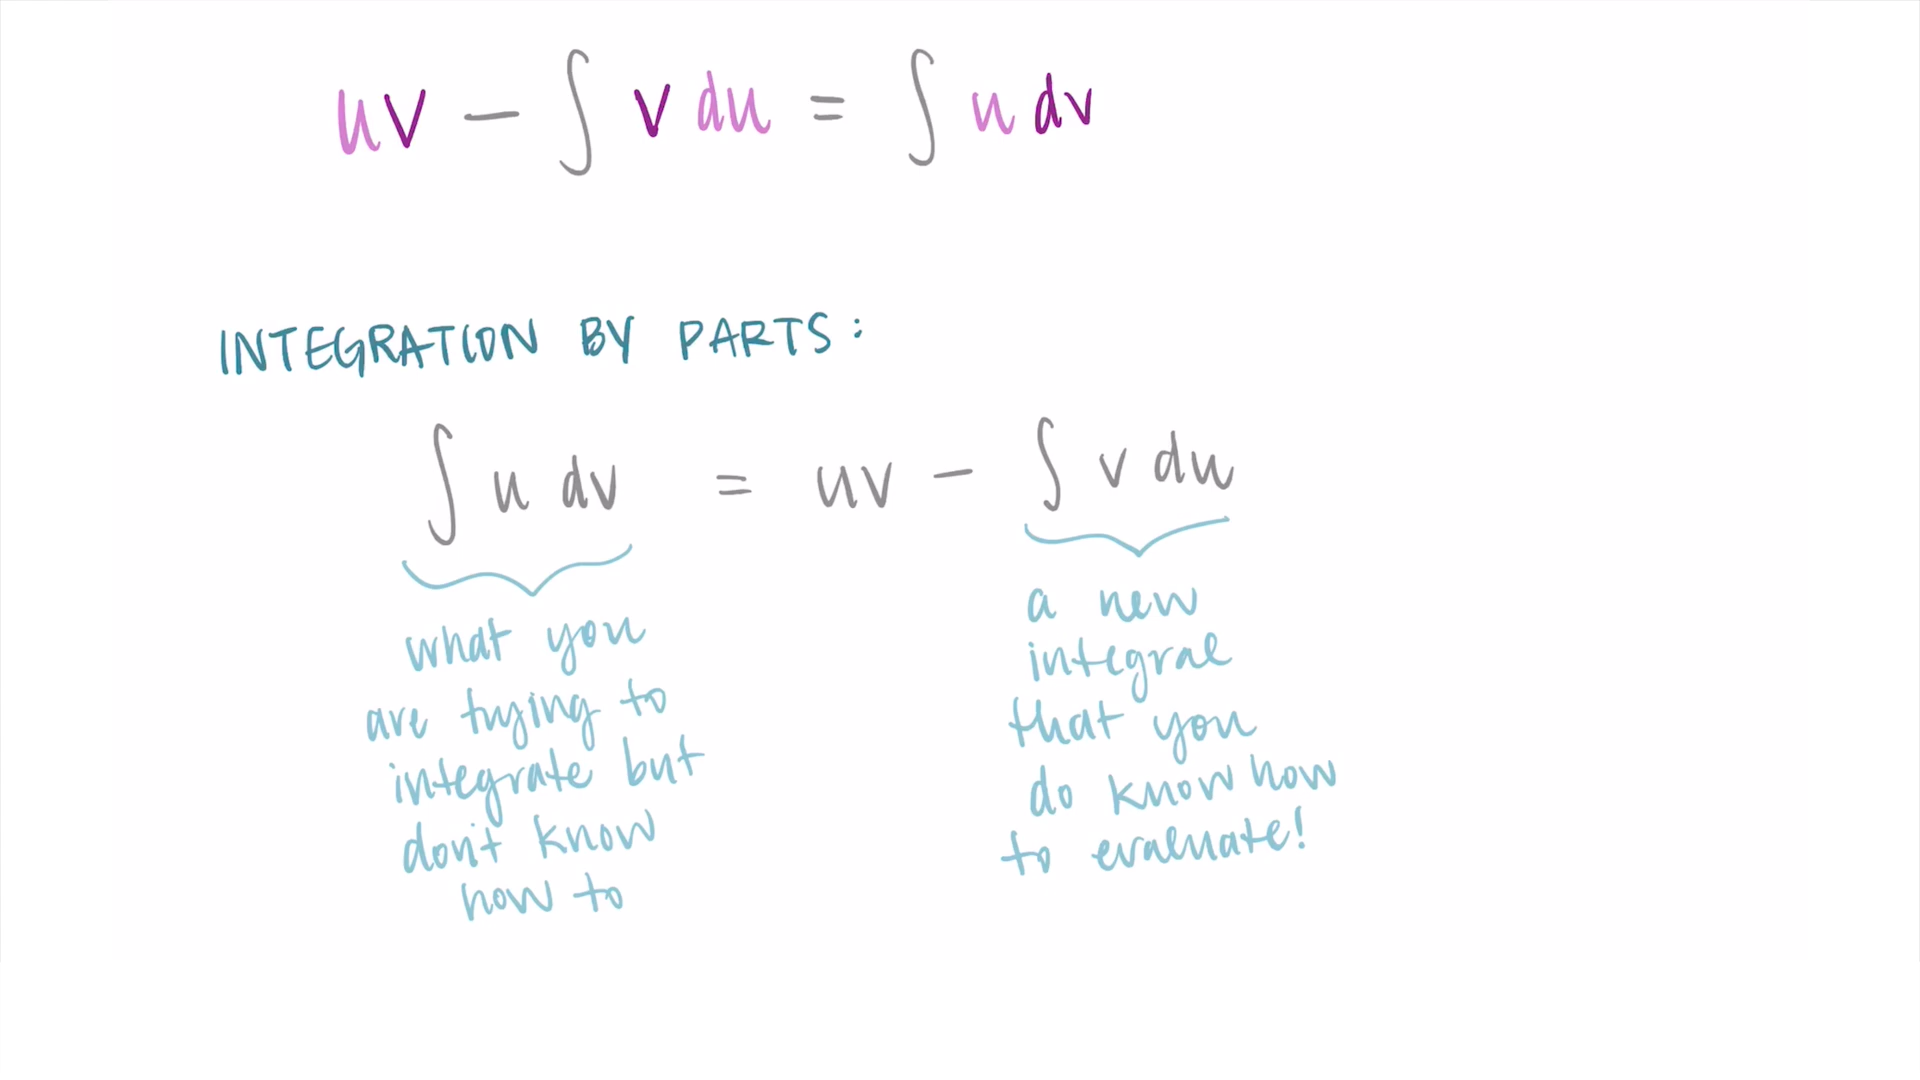 uv − ∫ v du = ∫ u dv
INTEGRATION BY PARTS:
∫ u dv = uv − ∫ v du
what you
are trying to
integrate but
don't know
how to
a new
integral
that you
do know how
to evaluate!